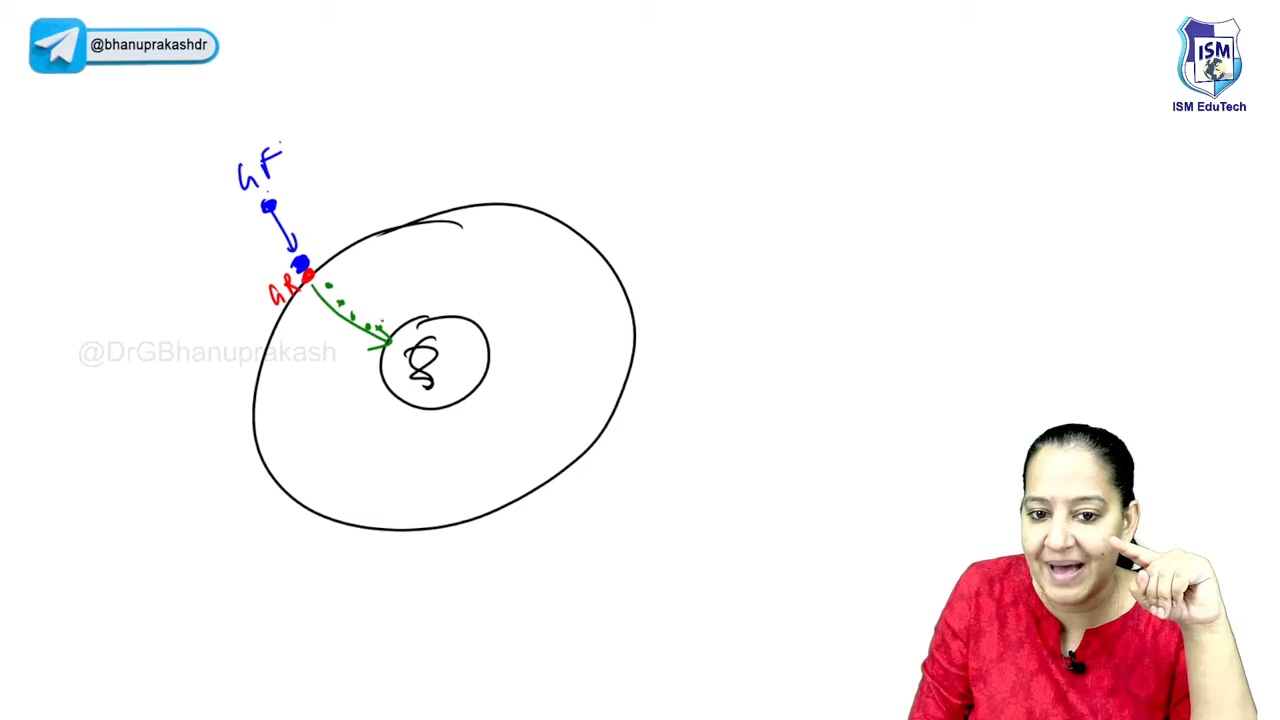 @bhanuprakashdr
ISM
ISM EduTech
GF
GR
@DrGBhanuprakash